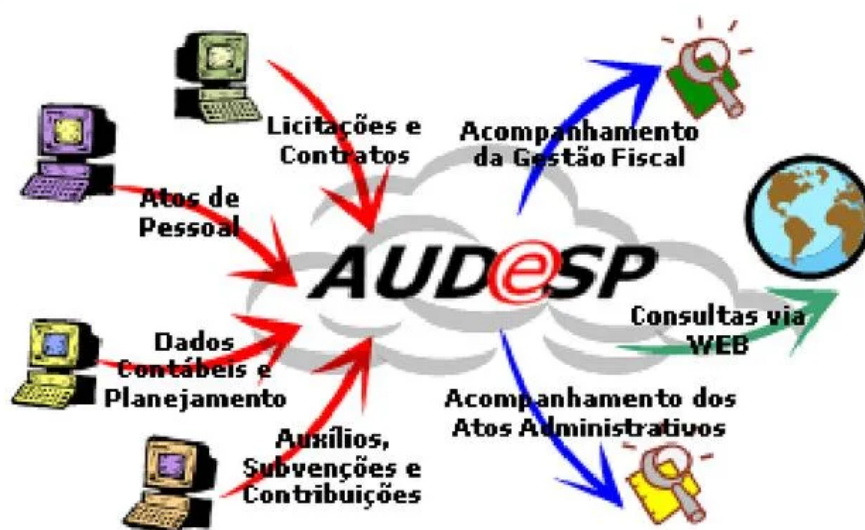 Licitações e
Contratos
Atos de
Pessoal
Dados
Contábeis e
Planejamento
Auxílios,
Subvenções e
Contribuições
AUDeSP
Acompanhamento
da Gestão Fiscal
Consultas via
WEB
Acompanhamento dos
Atos Administrativos